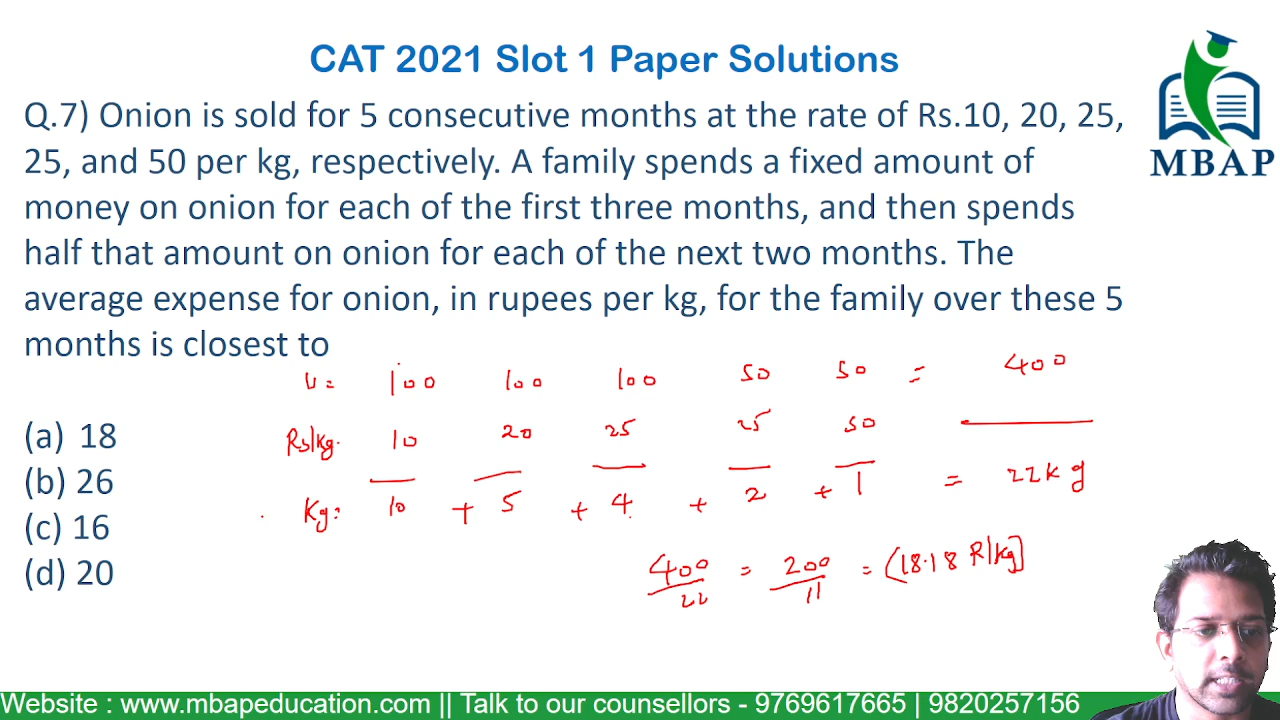 CAT 2021 Slot 1 Paper Solutions
Q.7) Onion is sold for 5 consecutive months at the rate of Rs.10, 20, 25,
25, and 50 per kg, respectively. A family spends a fixed amount of
money on onion for each of the first three months, and then spends
half that amount on onion for each of the next two months. The
average expense for onion, in rupees per kg, for the family over these 5
months is closest to
MBAP
100 100 100 50 50 = 400
Rs/kg. 10 20 25 25 50
Kg: 10 + 5 + 4 + 2 + 1 = 22kg
400/22 = 200/11 = (18.18 R/kg)
(a) 18
(b) 26
(c) 16
(d) 20
Website : www.mbapeducation.com || Talk to our counsellors - 9769617665 | 9820257156